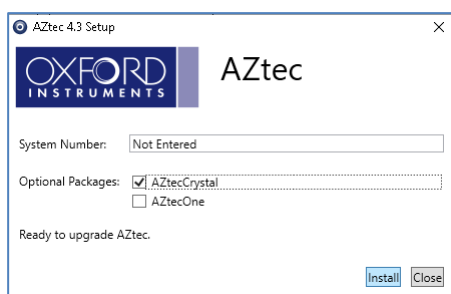 AZtec 4.3 Setup
OXFORD
INSTRUMENTS
AZtec
System Number: Not Entered
Optional Packages: AZtecCrystal
AZtecOne
Ready to upgrade AZtec.
Install Close